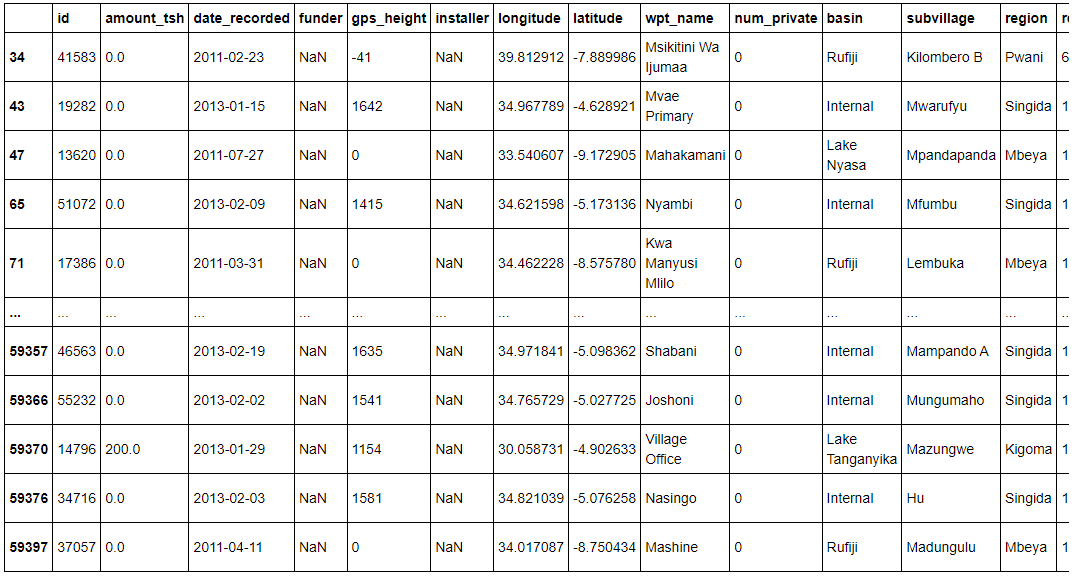 id amount_tsh date_recorded funder gps_height installer longitude latitude wpt_name num_private basin subvillage region r
34 41583 0.0 2011-02-23 NaN -41 NaN 39.812912 -7.889986 Msikitini Wa Ijumaa 0 Rufiji Kilombero B Pwani 6
43 19282 0.0 2013-01-15 NaN 1642 NaN 34.967789 -4.628921 Mvae Primary 0 Internal Mwarufyu Singida 1
47 13620 0.0 2011-07-27 NaN 0 NaN 33.540607 -9.172905 Mahakamani 0 Lake Nyasa Mpandapanda Mbeya 1
65 51072 0.0 2013-02-09 NaN 1415 NaN 34.621598 -5.173136 Nyambi 0 Internal Mfumbu Singida 1
71 17386 0.0 2011-03-31 NaN 0 NaN 34.462228 -8.575780 Kwa Manyusi Mlilo 0 Rufiji Lembuka Mbeya 1
... ... ... ... ... ... ... ... ... ... ... ... ... ... ...
59357 46563 0.0 2013-02-19 NaN 1635 NaN 34.971841 -5.098362 Shabani 0 Internal Mampando A Singida 1
59366 55232 0.0 2013-02-02 NaN 1541 NaN 34.765729 -5.027725 Joshoni 0 Internal Mungumaho Singida 1
59370 14796 200.0 2013-01-29 NaN 1154 NaN 30.058731 -4.902633 Village Office 0 Lake Tanganyika Mazungwe Kigoma 1
59376 34716 0.0 2013-02-03 NaN 1581 NaN 34.821039 -5.076258 Nasingo 0 Internal Hu Singida 1
59397 37057 0.0 2011-04-11 NaN 0 NaN 34.017087 -8.750434 Mashine 0 Rufiji Madungulu Mbeya 1